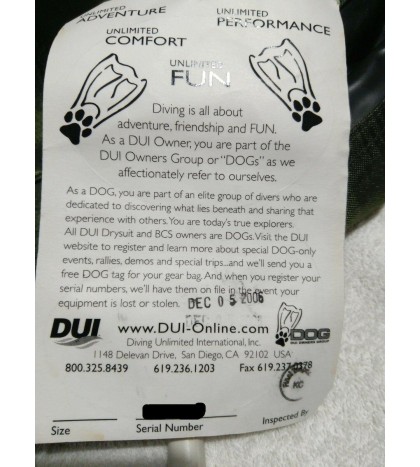 UNLIMITED
ADVENTURE
UNLIMITED
PERFORMANCE
UNLIMITED
COMFORT
UNLIMITED
FUN
Diving is all about
adventure, friendship and FUN.
As a DUI Owner, you are part of the
DUI Owners Group or "DOGs" as we
affectionately refer to ourselves.
As a DOG, you are part of an elite group of divers who are
dedicated to discovering what lies beneath and sharing that
experience with others. You are today's true explorers.
All DUI Drysuit and BCS owners are DOGs. Visit the DUI
website to register and learn more about special DOG-only
events, rallies, demos and special trips...and we'll send you a
free DOG tag for your gear bag. And, when you register your
serial numbers, we'll have them on file in the event your
equipment is lost or stolen.
DEC 05 2006
DUI
www.DUI-Online.com
DOG
THE OWNERS GROUP
Diving Unlimited International, Inc.
1148 Delevan Drive, San Diego, CA 92102 USA
800.325.8439 619.236.1203 Fax 619.237.0378
KC
Size
Serial Number
Inspected By